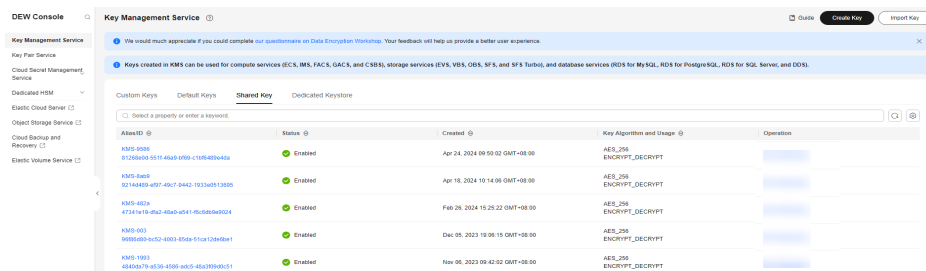 DEW Console
Key Management Service
Guide
Create Key
Import Key
Key Management Service
Key Pair Service
Cloud Secret Management Service
Dedicated HSM
Elastic Cloud Server
Object Storage Service
Cloud Backup and Recovery
Elastic Volume Service
We would much appreciate if you could complete our questionnaire on Data Encryption Workshop. Your feedback will help us provide a better user experience.
Keys created in KMS can be used for compute services (ECS, IMS, FACS, GACS, and CSBS), storage services (EVS, VBS, OBS, SFS, and SFS Turbo), and database services (RDS for MySQL, RDS for PostgreSQL, RDS for SQL Server, and DDS).
Custom Keys Default Keys Shared Key Dedicated Keystore
Select a property or enter a keyword.
Alias/ID Status Created Key Algorithm and Usage Operation
KMS-9586
81268e0d-551f-46a9-bf69-c1bf6489e4da
Enabled
Apr 24, 2024 09:50:02 GMT+08:00
AES_256
ENCRYPT_DECRYPT
KMS-8ab9
9214d489-ef97-49c7-9442-1933e0513695
Enabled
Apr 18, 2024 10:14:06 GMT+08:00
AES_256
ENCRYPT_DECRYPT
KMS-482a
47341e19-dfa2-48a0-a541-f6c6db9e9024
Enabled
Feb 26, 2024 15:25:22 GMT+08:00
AES_256
ENCRYPT_DECRYPT
KMS-003
96f86d80-bc52-4003-85da-51ca12de6be1
Enabled
Dec 05, 2023 19:06:15 GMT+08:00
AES_256
ENCRYPT_DECRYPT
KMS-1993
4840da79-a536-4586-adc5-48a3f09d0c51
Enabled
Nov 06, 2023 09:42:02 GMT+08:00
AES_256
ENCRYPT_DECRYPT